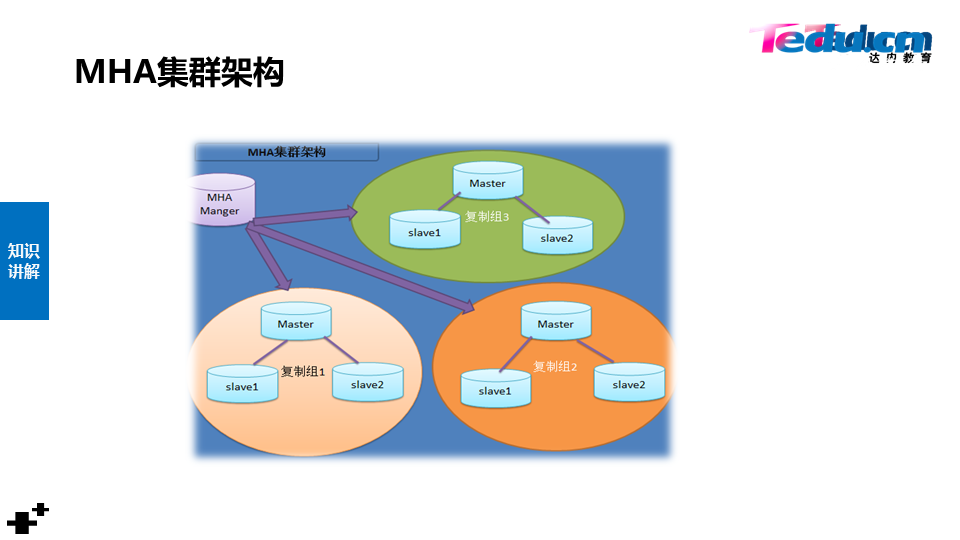 Tedu.cn
达内教育
MHA集群架构
MHA集群架构
MHA
Manger
Master
slave1
复制组3
slave2
知识
讲解
Master
slave1
复制组1
slave2
Master
slave1
复制组2
slave2